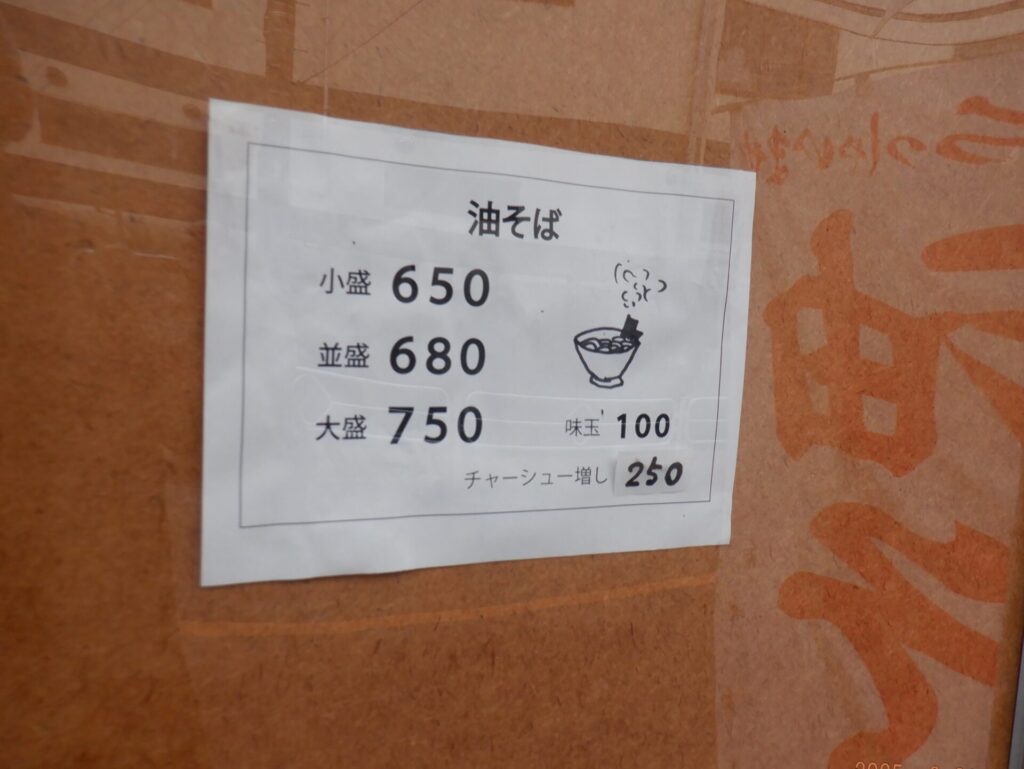 油そば
小盛 650
並盛 680
大盛 750
味玉 100
チャーシュー増し 250